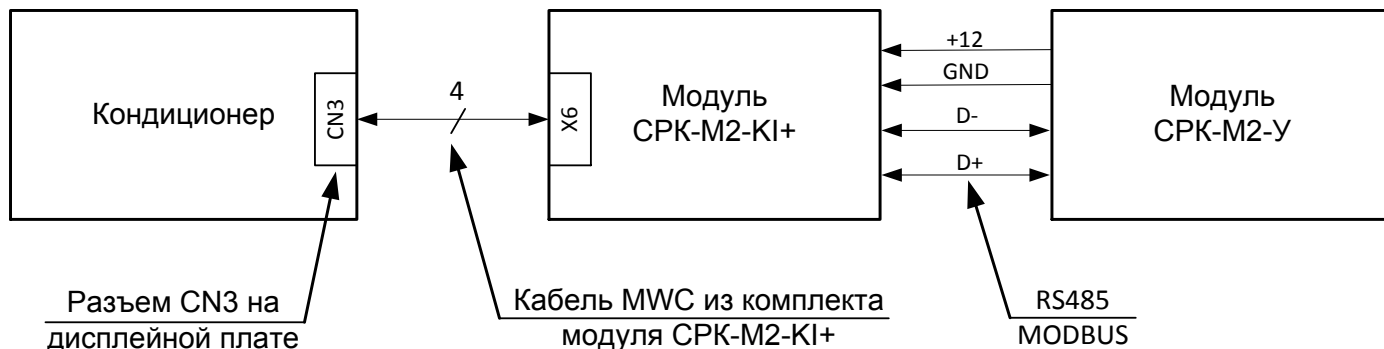 Кондиционер
CN3
4
X6
Модуль
СРК-М2-KI+
+12
GND
D-
D+
Модуль
СРК-М2-У
Разъем CN3 на
дисплейной плате
Кабель MWC из комплекта
модуля СРК-М2-KI+
RS485
MODBUS